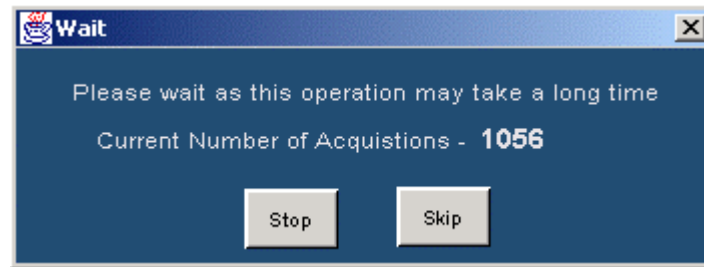 Wait
Please wait as this operation may take a long time
Current Number of Acquistions - 1056
Stop Skip